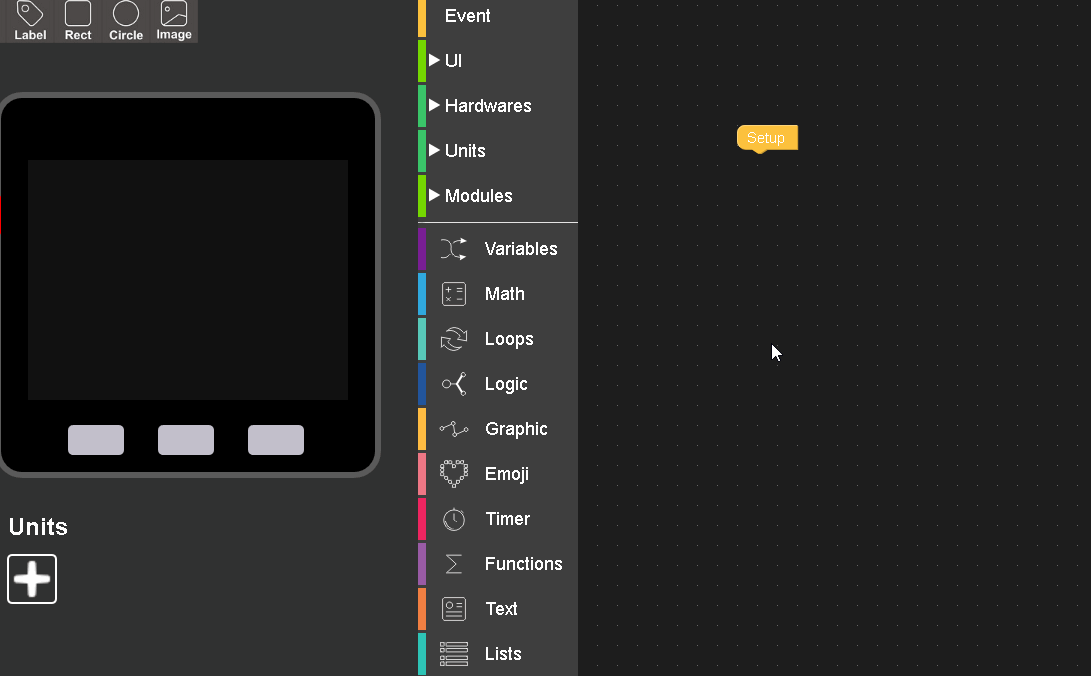 Label Rect Circle Image
Event
UI
Hardwares
Units
Modules
Variables
Math
Loops
Logic
Graphic
Emoji
Timer
Functions
Text
Lists
Setup
Units